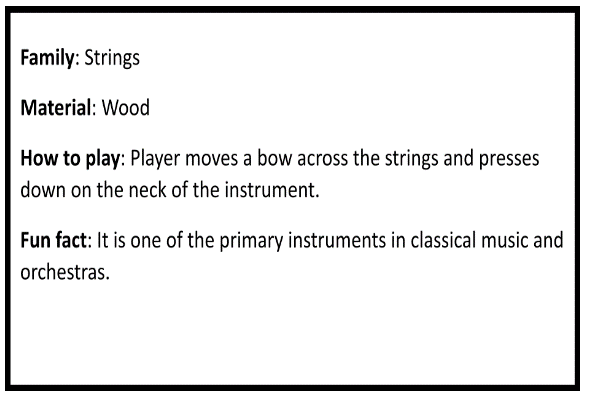 Family: Strings
Material: Wood
How to play: Player moves a bow across the strings and presses
down on the neck of the instrument.
Fun fact: It is one of the primary instruments in classical music and
orchestras.